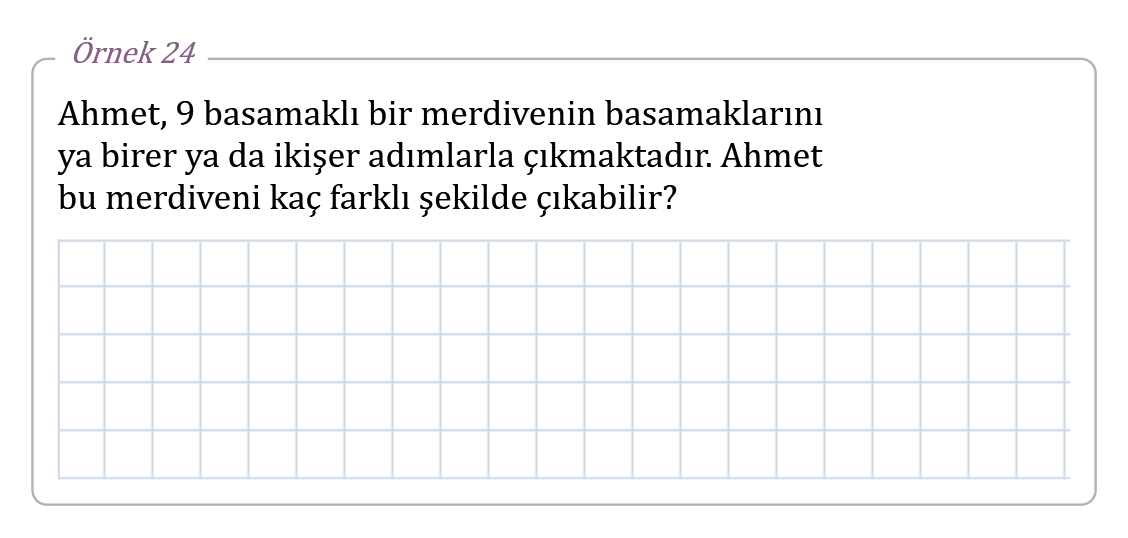 Örnek 24
Ahmet, 9 basamaklı bir merdivenin basamaklarını
ya birer ya da ikişer adımlarla çıkmaktadır. Ahmet
bu merdiveni kaç farklı şekilde çıkabilir?